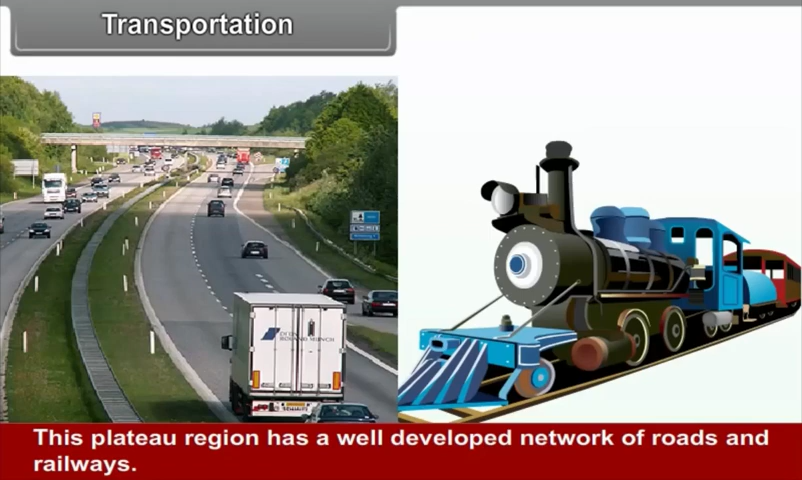 Transportation
This plateau region has a well developed network of roads and
railways.